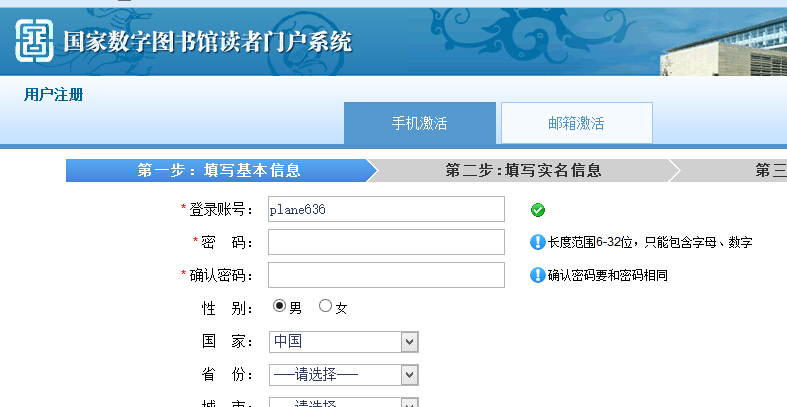 国家数字图书馆读者门户系统
用户注册
手机激活 邮箱激活
第一步：填写基本信息 第二步：填写实名信息 第三
*登录账号： plane636
*密 码： 长度范围6-32位，只能包含字母、数字
*确认密码： 确认密码要和密码相同
性 别： 男 女
国 家： 中国
省 份： ——请选择——
城 市： ——请选择——